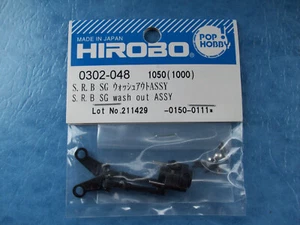 MADE IN JAPAN
HIROBO
POP
HOBBY
0302-048 1050(1000)
S.R.B SG ウォッシュアウトASSY
S.R.B SG wash out ASSY
Lot No.211429 -0150-0111*